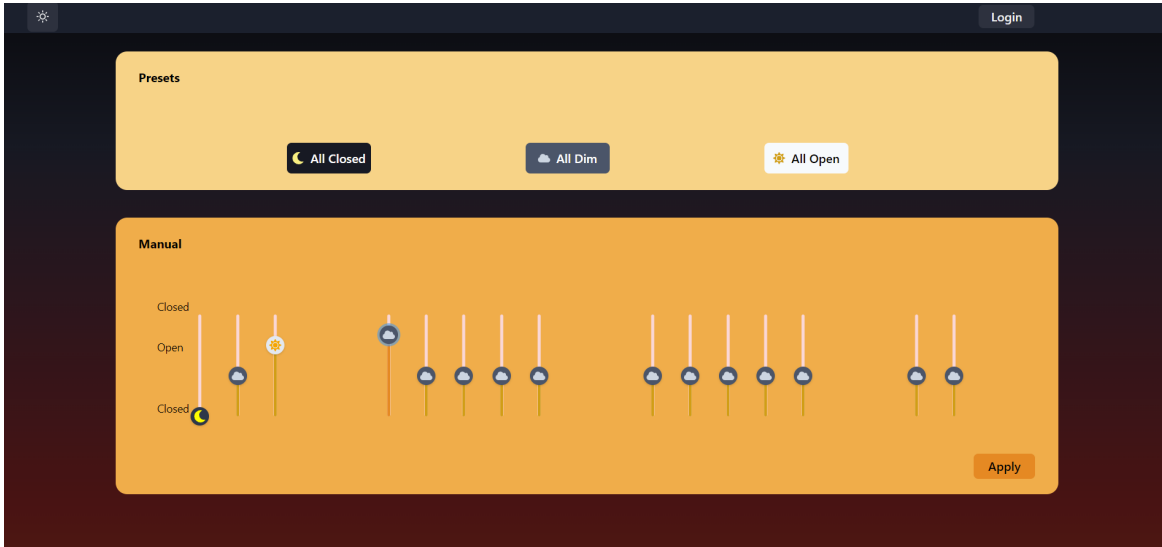 Login
Presets
All Closed
All Dim
All Open
Manual
Closed
Open
Closed
Apply